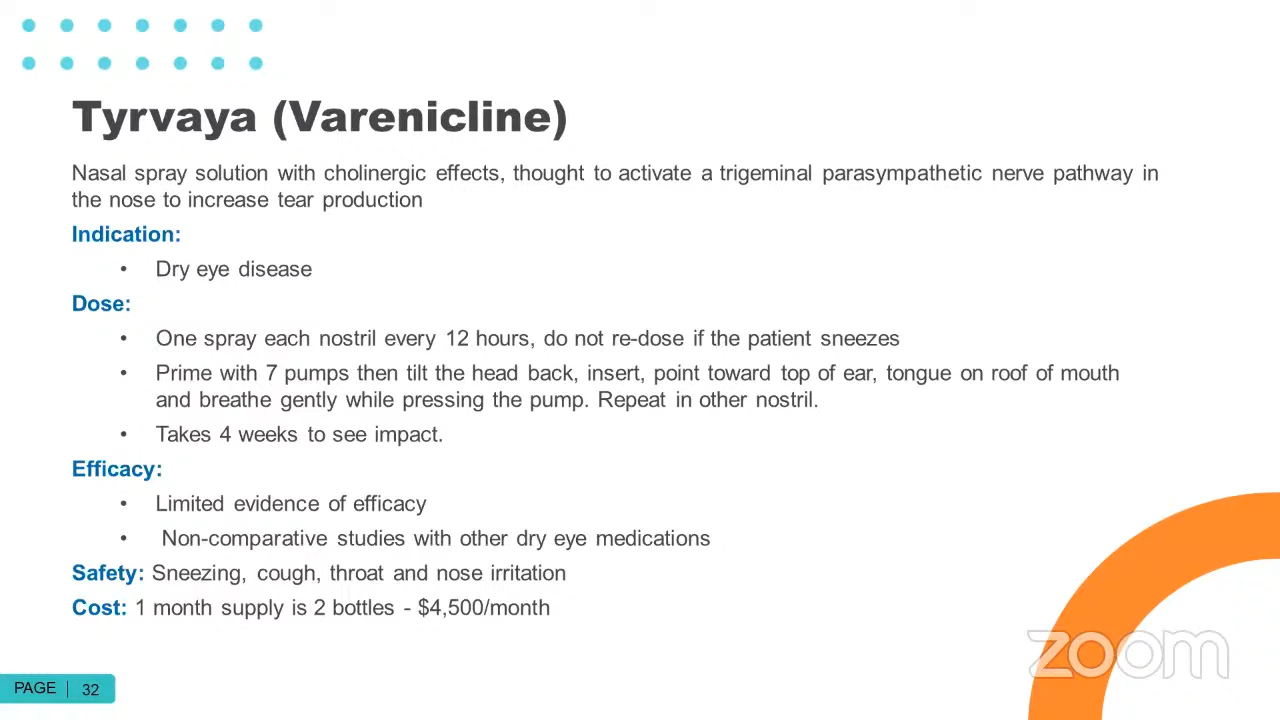 Tyrvaya (Varenicline)
Nasal spray solution with cholinergic effects, thought to activate a trigeminal parasympathetic nerve pathway in
the nose to increase tear production
Indication:
• Dry eye disease
Dose:
• One spray each nostril every 12 hours, do not re-dose if the patient sneezes
• Prime with 7 pumps then tilt the head back, insert, point toward top of ear, tongue on roof of mouth
and breathe gently while pressing the pump. Repeat in other nostril.
• Takes 4 weeks to see impact.
Efficacy:
• Limited evidence of efficacy
• Non-comparative studies with other dry eye medications
Safety: Sneezing, cough, throat and nose irritation
Cost: 1 month supply is 2 bottles - $4,500/month
zoom
PAGE | 32